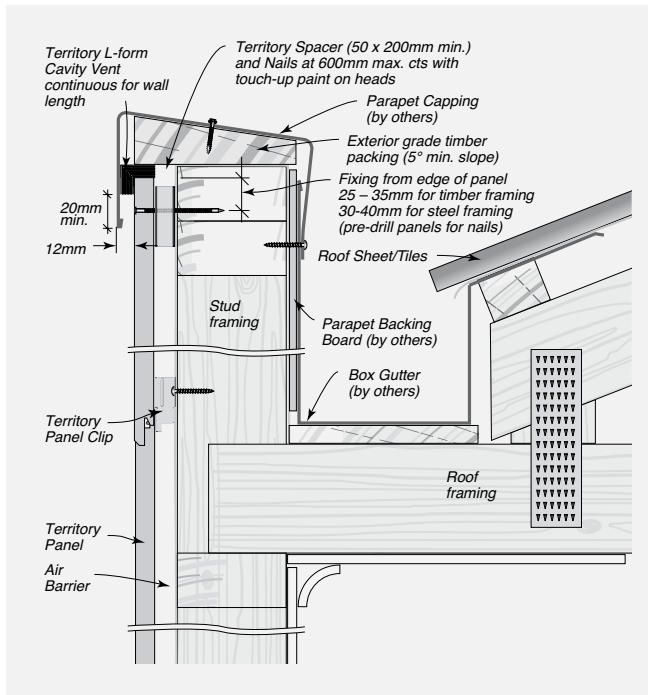 Territory L-form
Cavity Vent
continuous for wall
length
Territory Spacer (50 x 200mm min.)
and Nails at 600mm max. cts with
touch-up paint on heads
Parapet Capping
(by others)
Exterior grade timber
packing (5° min. slope)
Fixing from edge of panel
25 – 35mm for timber framing
30-40mm for steel framing
(pre-drill panels for nails)
20mm
min.
12mm
Roof Sheet/Tiles
Stud
framing
Parapet Backing
Board (by others)
Box Gutter
(by others)
Territory
Panel Clip
Roof
framing
Territory
Panel
Air
Barrier